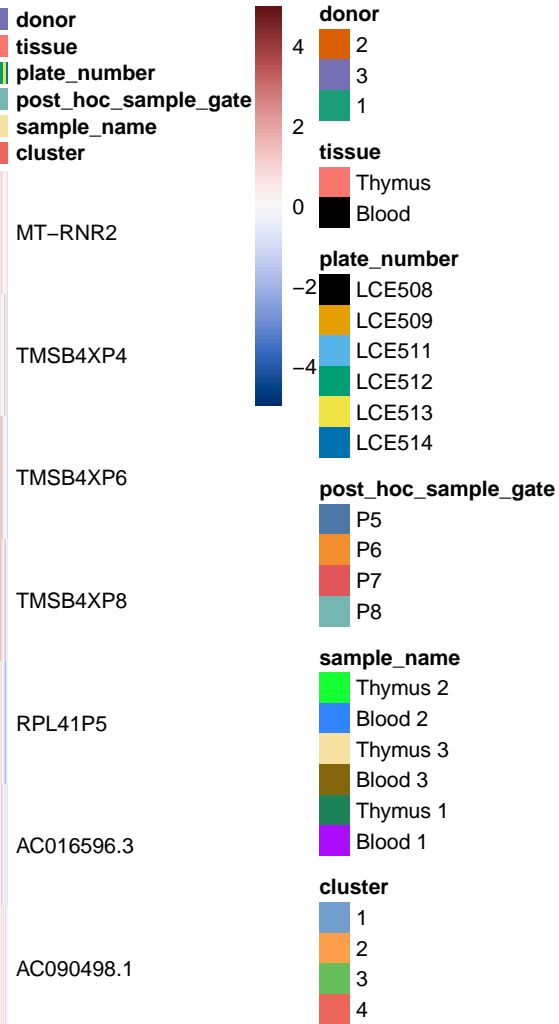 donor
tissue
plate_number
post_hoc_sample_gate
sample_name
cluster
MT−RNR2
TMSB4XP4
TMSB4XP6
TMSB4XP8
RPL41P5
AC016596.3
AC090498.1
4
2
0
−2
−4
donor
2
3
1
tissue
Thymus
Blood
plate_number
LCE508
LCE509
LCE511
LCE512
LCE513
LCE514
post_hoc_sample_gate
P5
P6
P7
P8
sample_name
Thymus 2
Blood 2
Thymus 3
Blood 3
Thymus 1
Blood 1
cluster
1
2
3
4